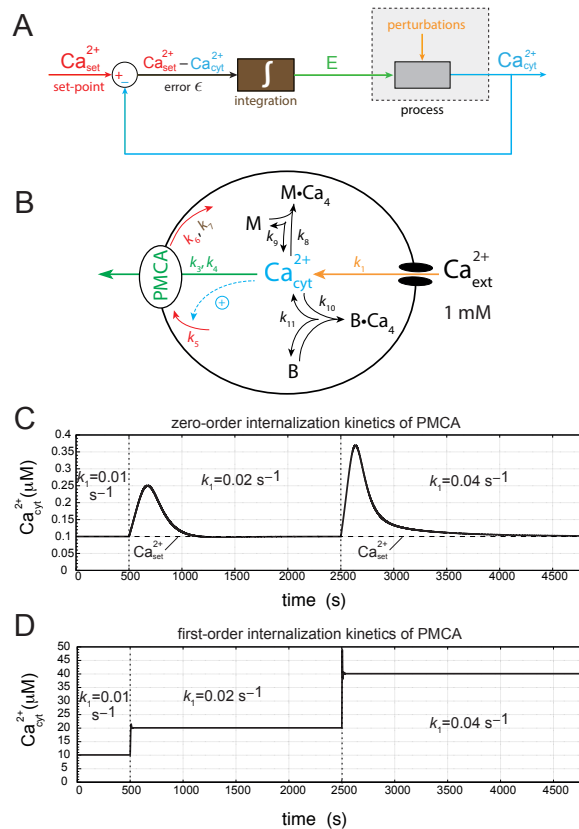 A
Ca²⁺set
set-point
+
−
Ca²⁺set − Ca²⁺cyt
error ϵ
∫
integration
E
perturbations
process
Ca²⁺cyt
B
M•Ca₄
M
k₉
k₈
k₆, k₇
PMCA
k₃, k₄
Ca²⁺cyt
k₁
Ca²⁺ext
1 mM
+
k₅
k₁₁
k₁₀
B•Ca₄
B
C
zero-order internalization kinetics of PMCA
Ca²⁺cyt (μM)
0.4
0.35
0.3
0.25
0.2
0.15
0.1
0.05
0
k₁=0.01
s⁻¹
k₁=0.02 s⁻¹
k₁=0.04 s⁻¹
Ca²⁺set
Ca²⁺set
0 500 1000 1500 2000 2500 3000 3500 4000 4500
time (s)
D
first-order internalization kinetics of PMCA
Ca²⁺cyt (μM)
50
45
40
35
30
25
20
15
10
5
0
k₁=0.01
s⁻¹
k₁=0.02 s⁻¹
k₁=0.04 s⁻¹
0 500 1000 1500 2000 2500 3000 3500 4000 4500
time (s)